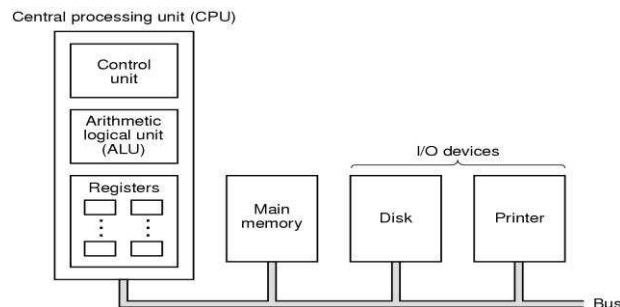 Central processing unit (CPU)
Control
unit
Arithmetic
logical unit
(ALU)
Registers
I/O devices
Main
memory
Disk
Printer
Bus